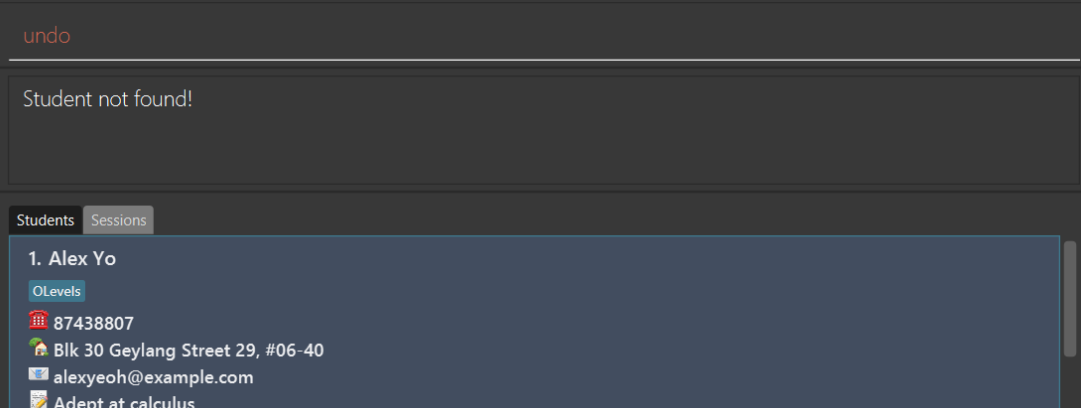 undo
Student not found!
Students Sessions
1. Alex Yo
OLevels
87438807
Blk 30 Geylang Street 29, #06-40
alexyeoh@example.com
Adept at calculus